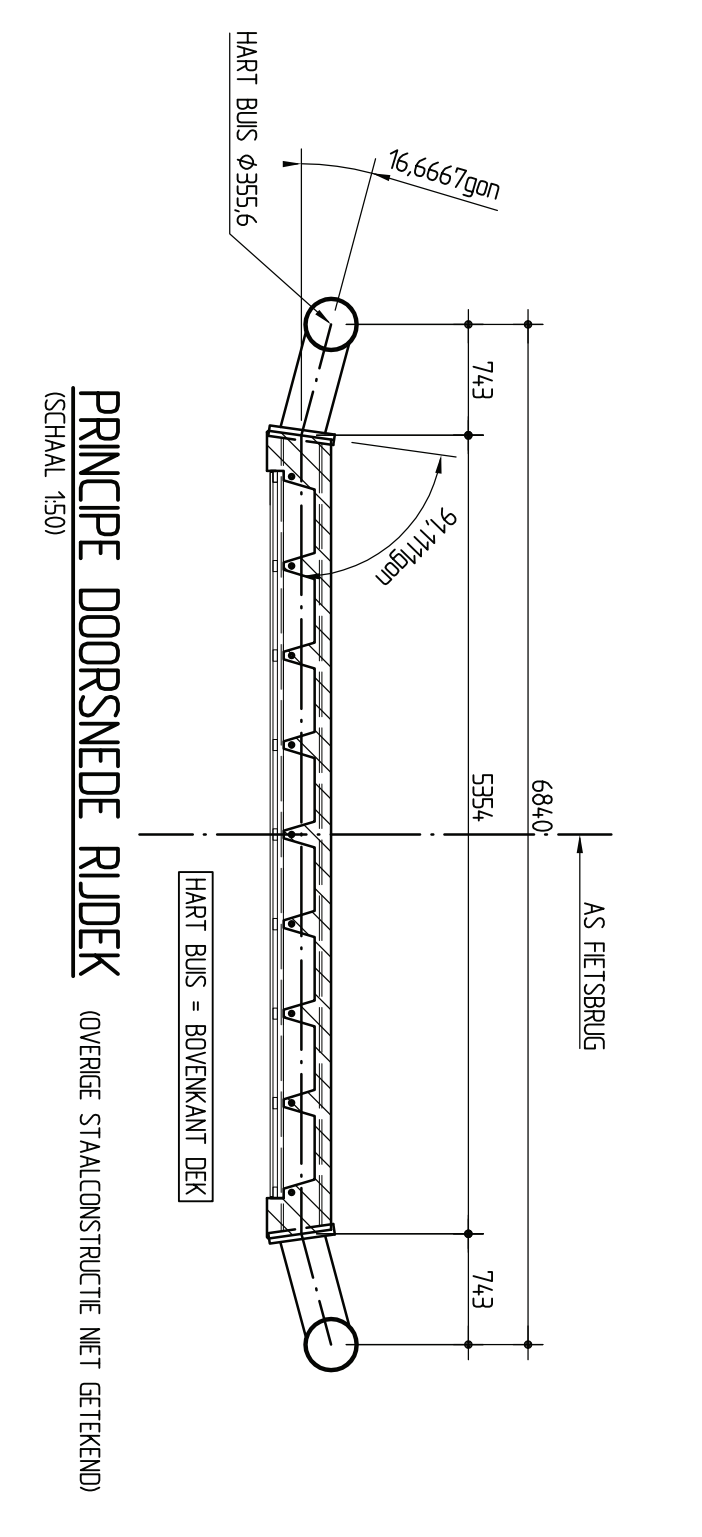 6840
AS FIETSBRUG
743
5354
743
16,6667gon
91,1111gon
HART BUIS Ø355,6
HART BUIS = BOVENKANT DEK
PRINCIPE DOORSNEDE RIJDEK (OVERIGE STAALCONSTRUCTIE NIET GETEKEND)
(SCHAAL 1:50)